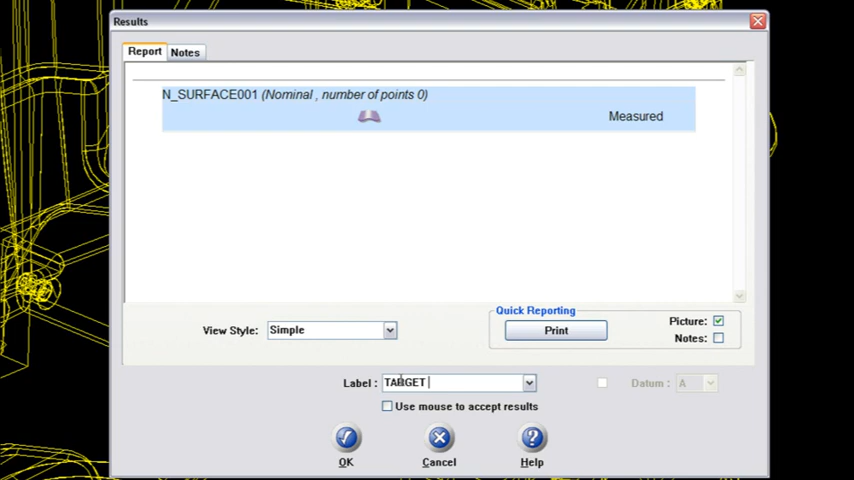 Results
Report Notes
N_SURFACE001 (Nominal , number of points 0)
Measured
Quick Reporting
View Style: Simple Print Picture:
Notes:
Label : TARGET Datum : A
Use mouse to accept results
OK Cancel Help